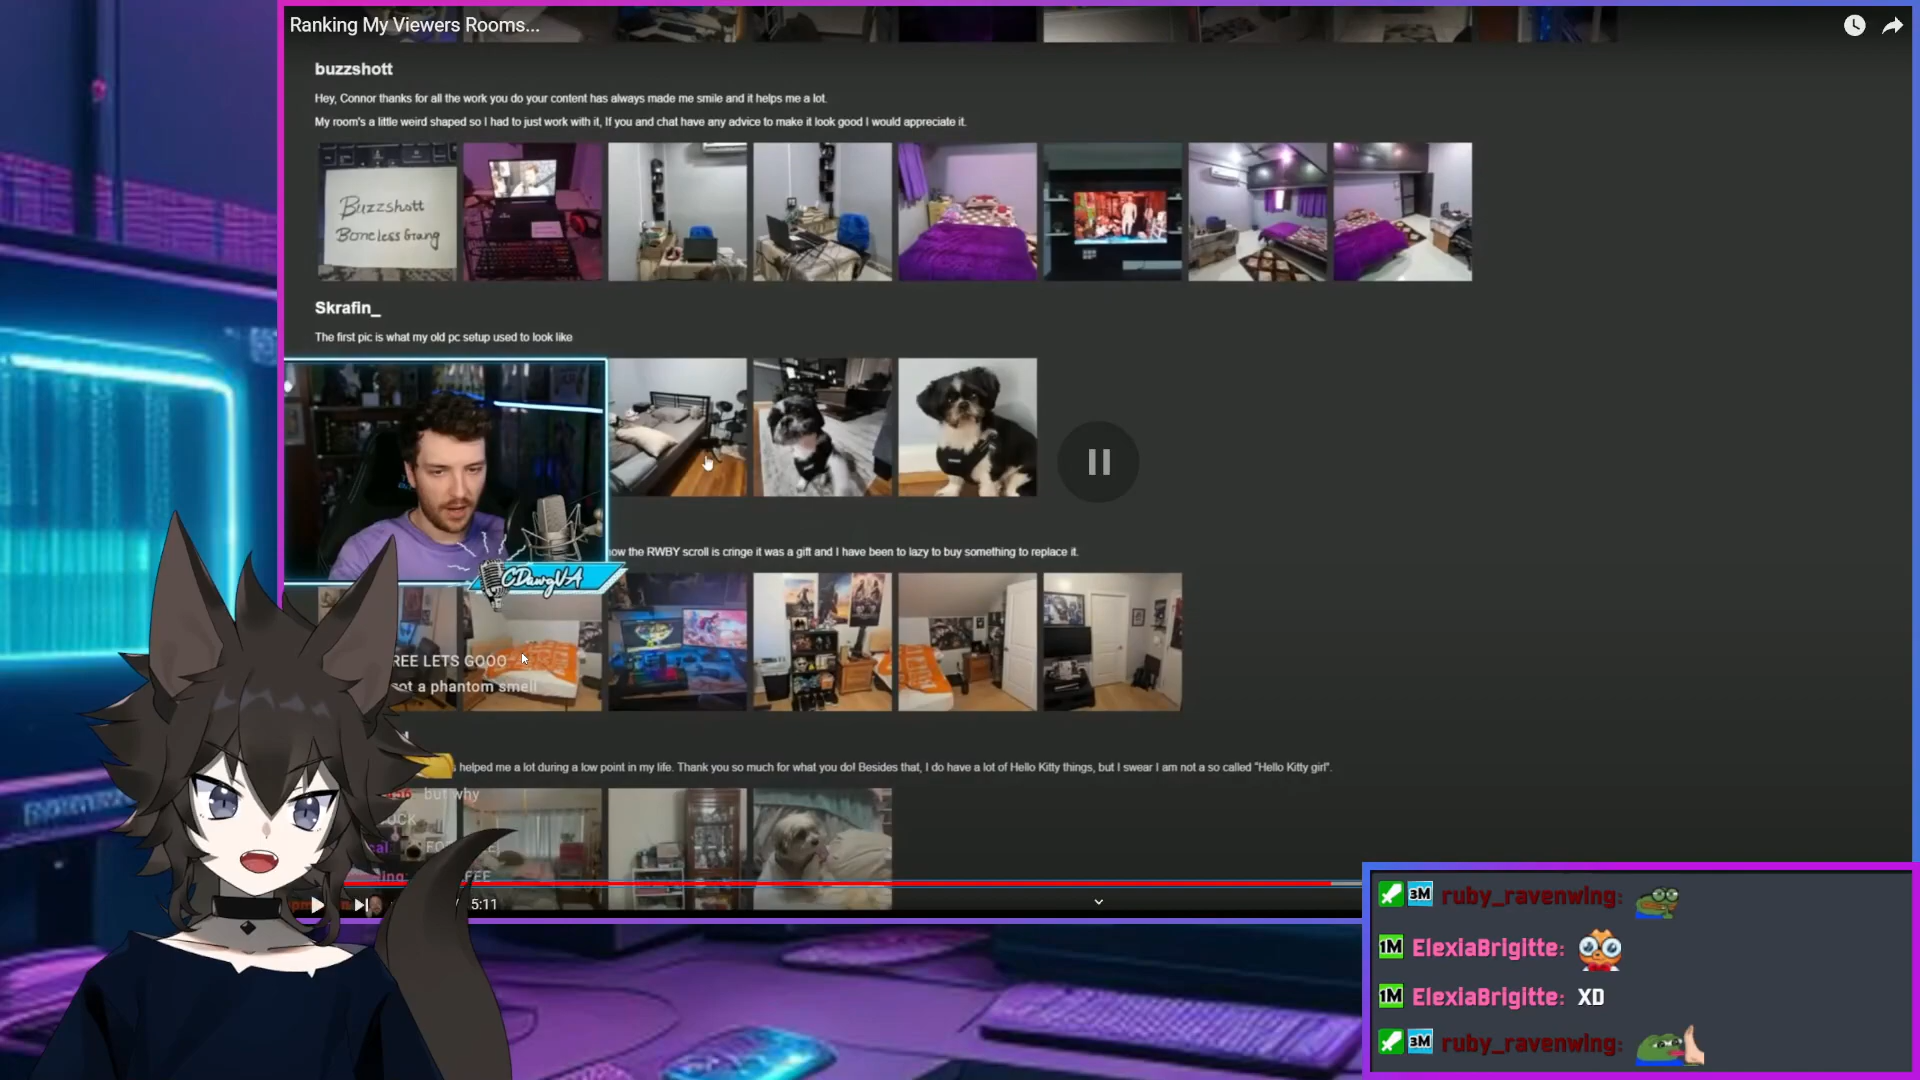 Ranking My Viewers Rooms...
buzzshott
Hey, Connor thanks for all the work you do your content has always made me smile and it helps me a lot.
My room's a little weird shaped so I had to just work with it, If you and chat have any advice to make it look good I would appreciate it.
Buzzshott
Boneless Gang
Skrafin_
The first pic is what my old pc setup used to look like
the RWBY scroll is cringe it was a gift and I have been to lazy to buy something to replace it.
CDawgVA
LETS GOOO
a phantom smell
helped me a lot during a low point in my life. Thank you so much for what you do! Besides that, I do have a lot of Hello Kitty things, but I swear I am not a so called "Hello Kitty girl".
but why
5:11
3M ruby_ravenwing:
1M ElexiaBrigitte:
1M ElexiaBrigitte: XD
3M ruby_ravenwing: